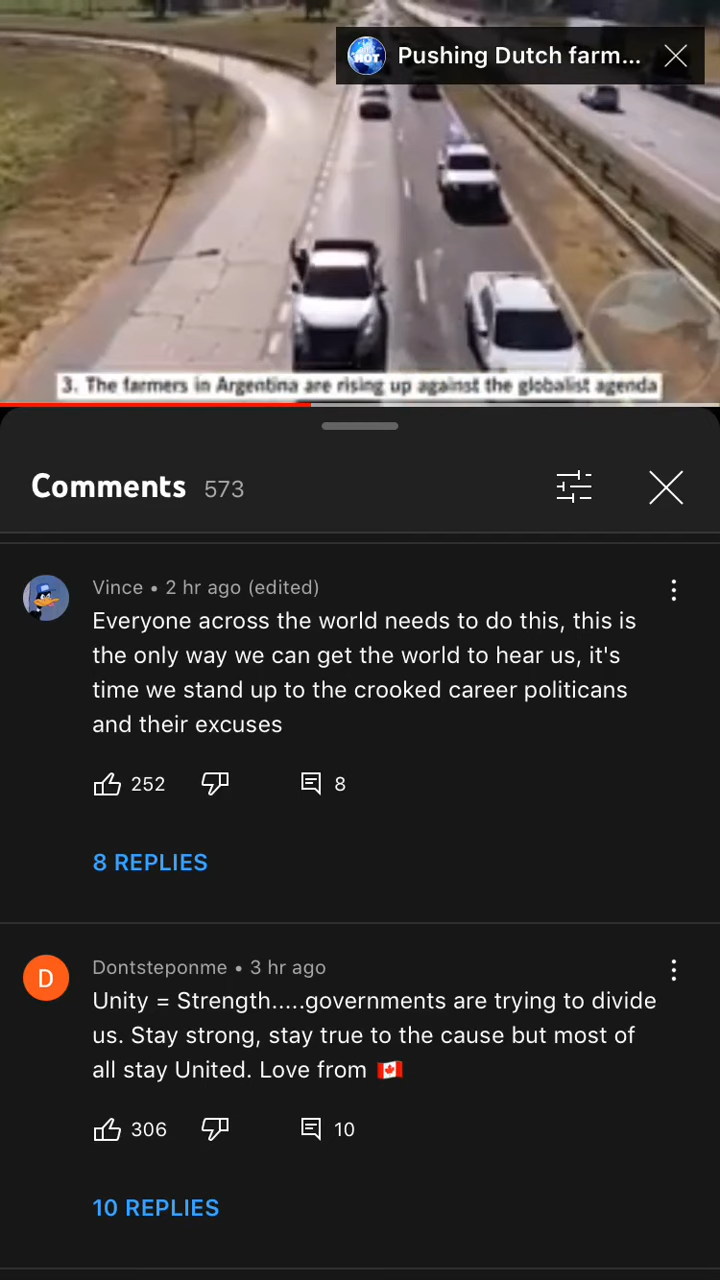 HOT
Pushing Dutch farm...
3. The farmers in Argentina are rising up against the globalist agenda
Comments 573
Vince • 2 hr ago (edited)
Everyone across the world needs to do this, this is
the only way we can get the world to hear us, it's
time we stand up to the crooked career politicans
and their excuses
252 8
8 REPLIES
D
Dontsteponme • 3 hr ago
Unity = Strength.....governments are trying to divide
us. Stay strong, stay true to the cause but most of
all stay United. Love from 🇨🇦
306 10
10 REPLIES